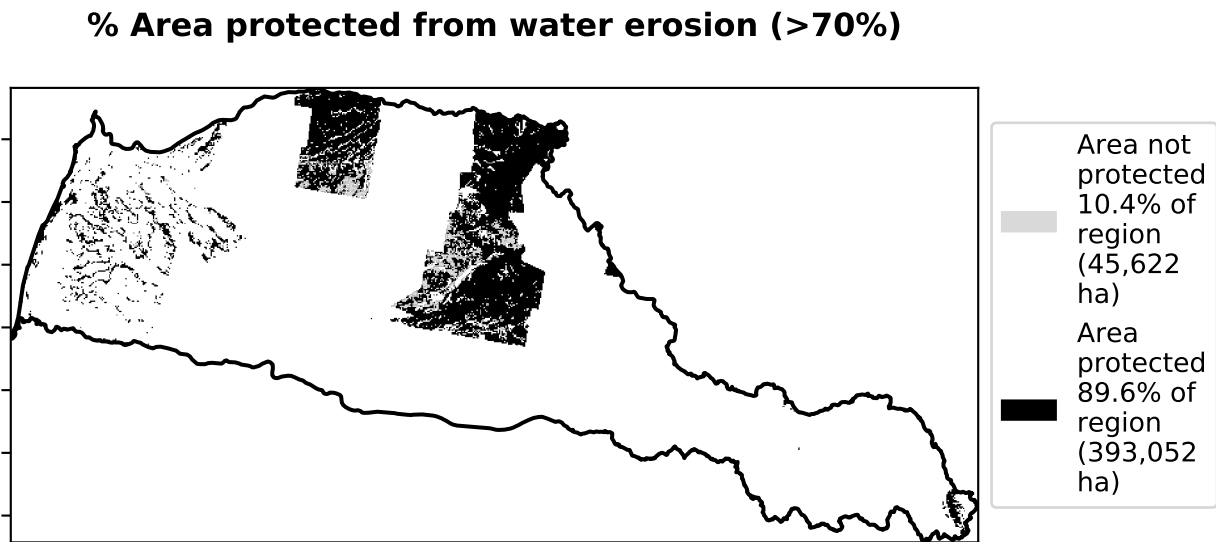 % Area protected from water erosion (>70%)
Area not
protected
10.4% of
region
(45,622
ha)
Area
protected
89.6% of
region
(393,052
ha)